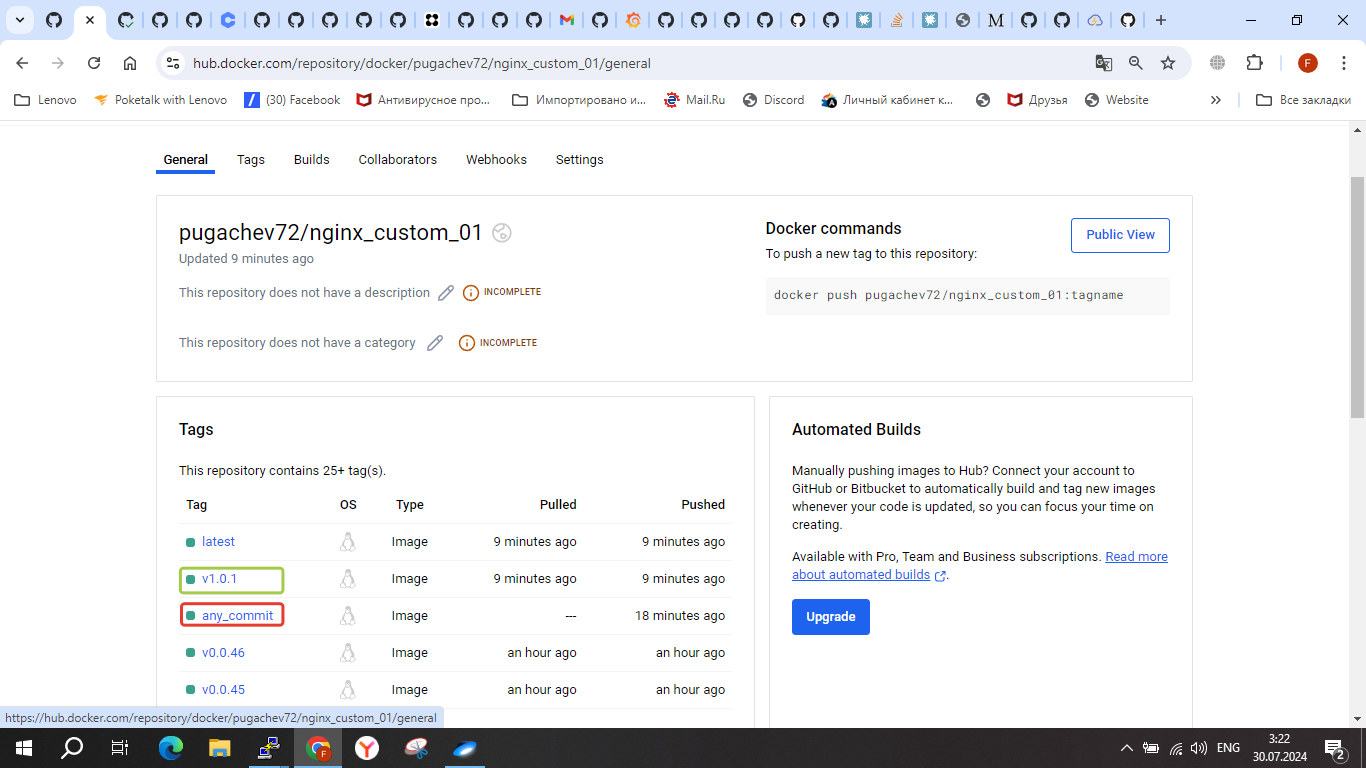 hub.docker.com/repository/docker/pugachev72/nginx_custom_01/general
F
Lenovo
Poketalk with Lenovo
(30) Facebook
Антивирусное про...
Импортировано и...
Mail.Ru
Discord
Личный кабинет к...
Друзья
Website
Все закладки
General
Tags
Builds
Collaborators
Webhooks
Settings
pugachev72/nginx_custom_01
Updated 9 minutes ago
This repository does not have a description
INCOMPLETE
This repository does not have a category
INCOMPLETE
Docker commands
Public View
To push a new tag to this repository:
docker push pugachev72/nginx_custom_01:tagname
Tags
This repository contains 25+ tag(s).
Tag OS Type Pulled Pushed
latest Image 9 minutes ago 9 minutes ago
v1.0.1 Image 9 minutes ago 9 minutes ago
any_commit Image --- 18 minutes ago
v0.0.46 Image an hour ago an hour ago
v0.0.45 Image an hour ago an hour ago
Automated Builds
Manually pushing images to Hub? Connect your account to
GitHub or Bitbucket to automatically build and tag new images
whenever your code is updated, so you can focus your time on
creating.
Available with Pro, Team and Business subscriptions. Read more
about automated builds.
Upgrade
https://hub.docker.com/repository/docker/pugachev72/nginx_custom_01/general
ENG
3:22
30.07.2024
2